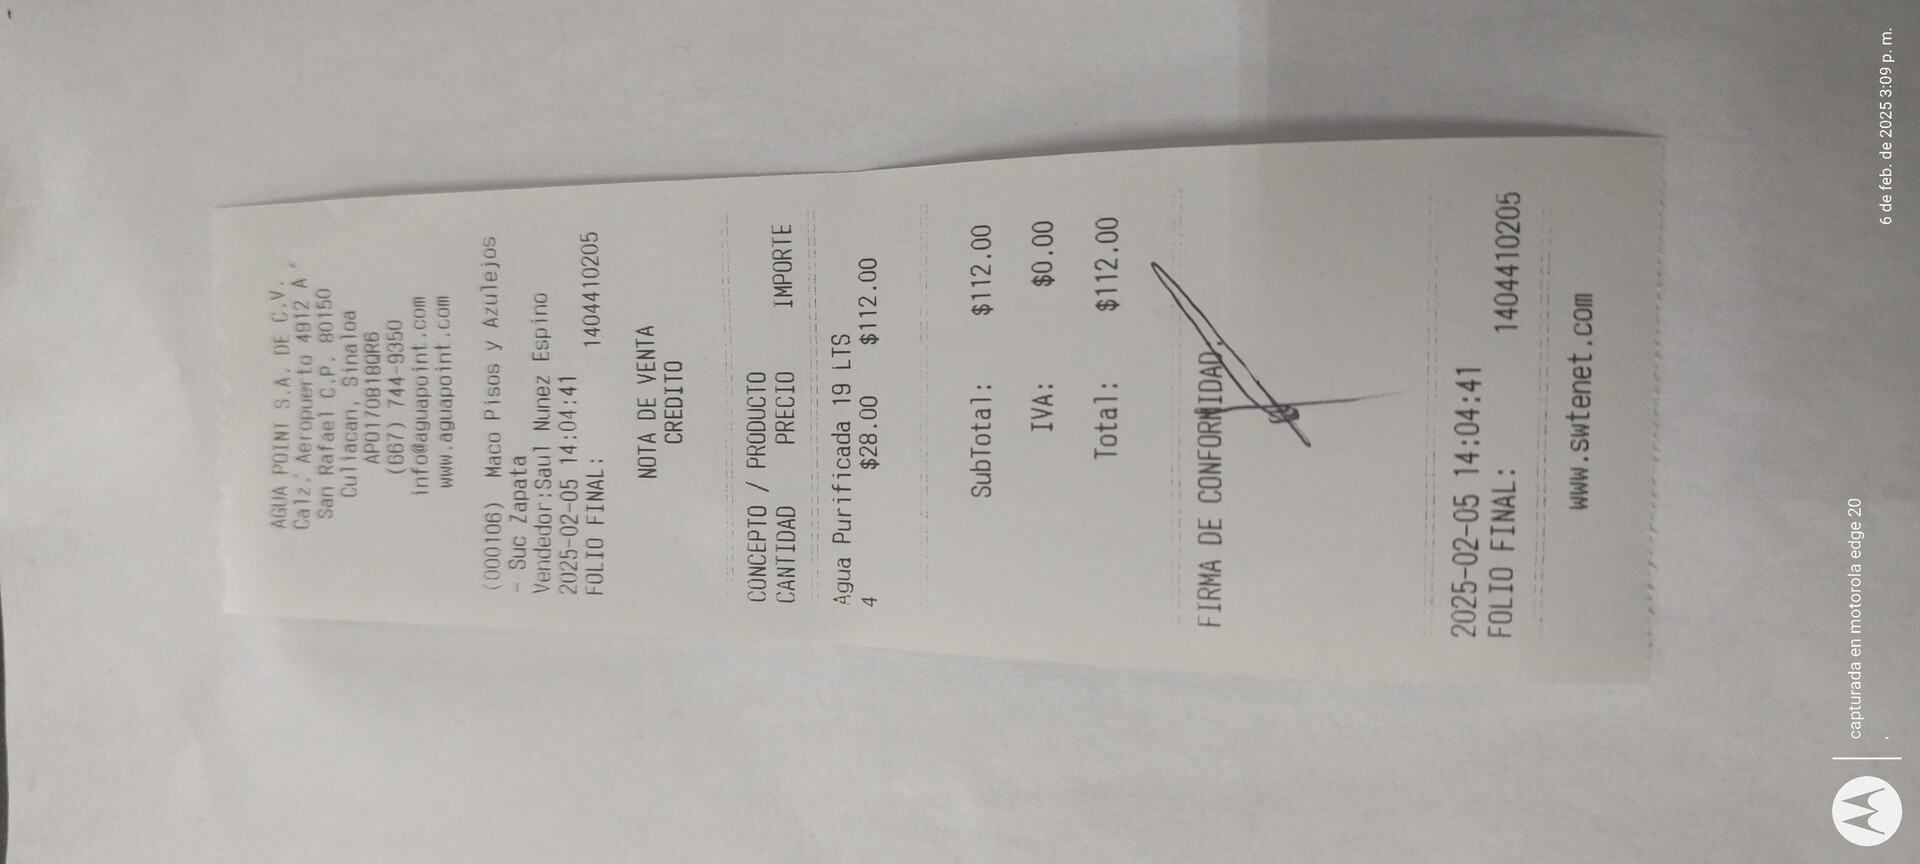 AGUA POINT S.A. DE C.V.
Calz. Aeropuerto 4912 A
San Rafael C.P. 80150
Culiacan, Sinaloa
APO170818QR6
(667) 744-9350
info@aguapoint.com
www.aguapoint.com
(000106) Maco Pisos y Azulejos
- Suc Zapata
Vendedor:Saul Nunez Espino
2025-02-05 14:04:41
FOLIO FINAL: 1404410205
NOTA DE VENTA
CREDITO
CONCEPTO / PRODUCTO
CANTIDAD PRECIO IMPORTE
Agua Purificada 19 LTS
4 $28.00 $112.00
SubTotal: $112.00
IVA: $0.00
Total: $112.00
FIRMA DE CONFORMIDAD.
2025-02-05 14:04:41
FOLIO FINAL: 1404410205
www.swtenet.com
capturada en motorola edge 20
6 de feb. de 2025 3:09 p. m.